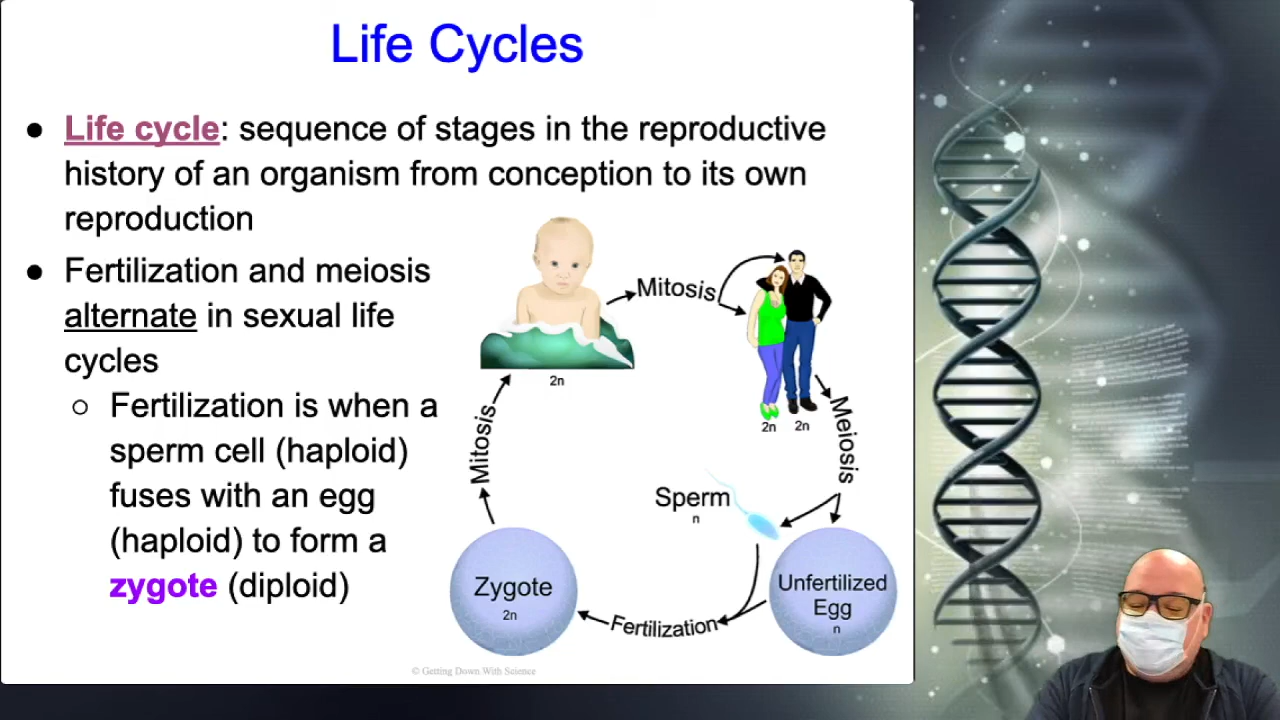 Life Cycles
● Life cycle: sequence of stages in the reproductive
history of an organism from conception to its own
reproduction
● Fertilization and meiosis
alternate in sexual life
cycles
○ Fertilization is when a
sperm cell (haploid)
fuses with an egg
(haploid) to form a
zygote (diploid)
Mitosis
2n
2n 2n
Mitosis
Meiosis
Sperm
n
Zygote
2n
Unfertilized
Egg
n
Fertilization
© Getting Down With Science